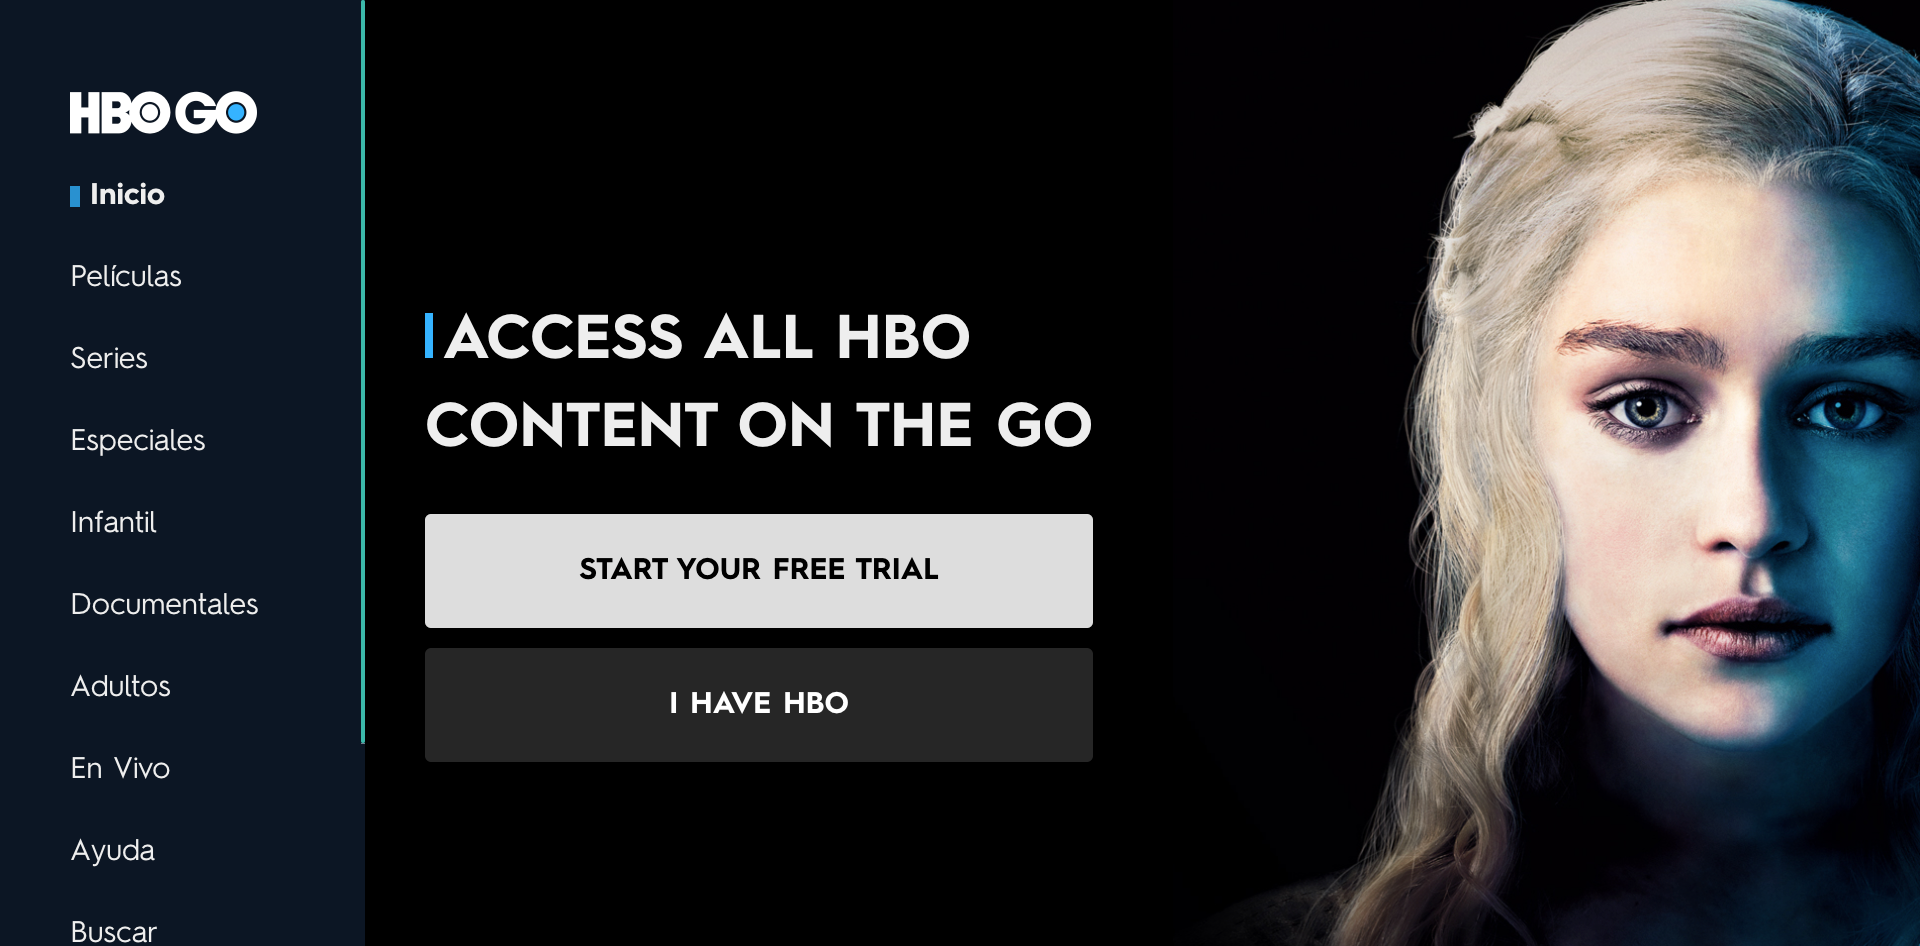 HBO GO
Inicio
Películas
Series
Especiales
Infantil
Documentales
Adultos
En Vivo
Ayuda
Buscar
ACCESS ALL HBO
CONTENT ON THE GO
START YOUR FREE TRIAL
I HAVE HBO